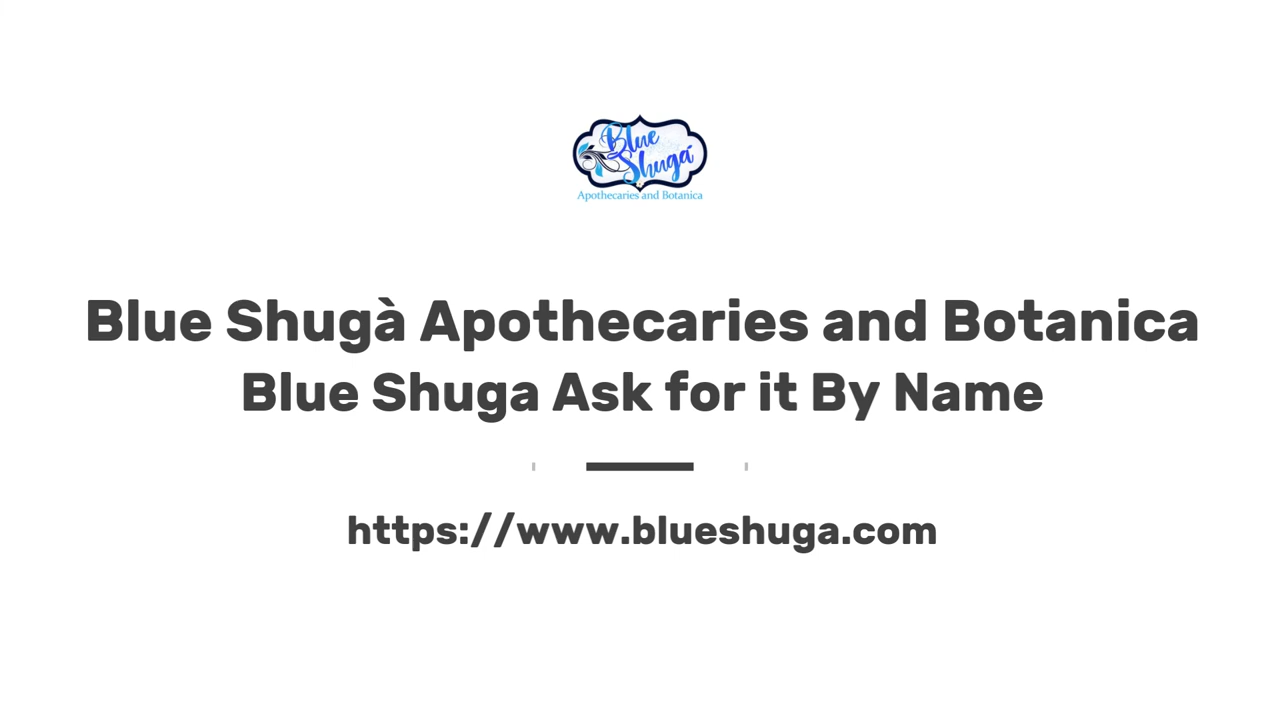 Blue
Shugá
Apothecaries and Botanica
Blue Shugà Apothecaries and Botanica
Blue Shuga Ask for it By Name
https://www.blueshuga.com